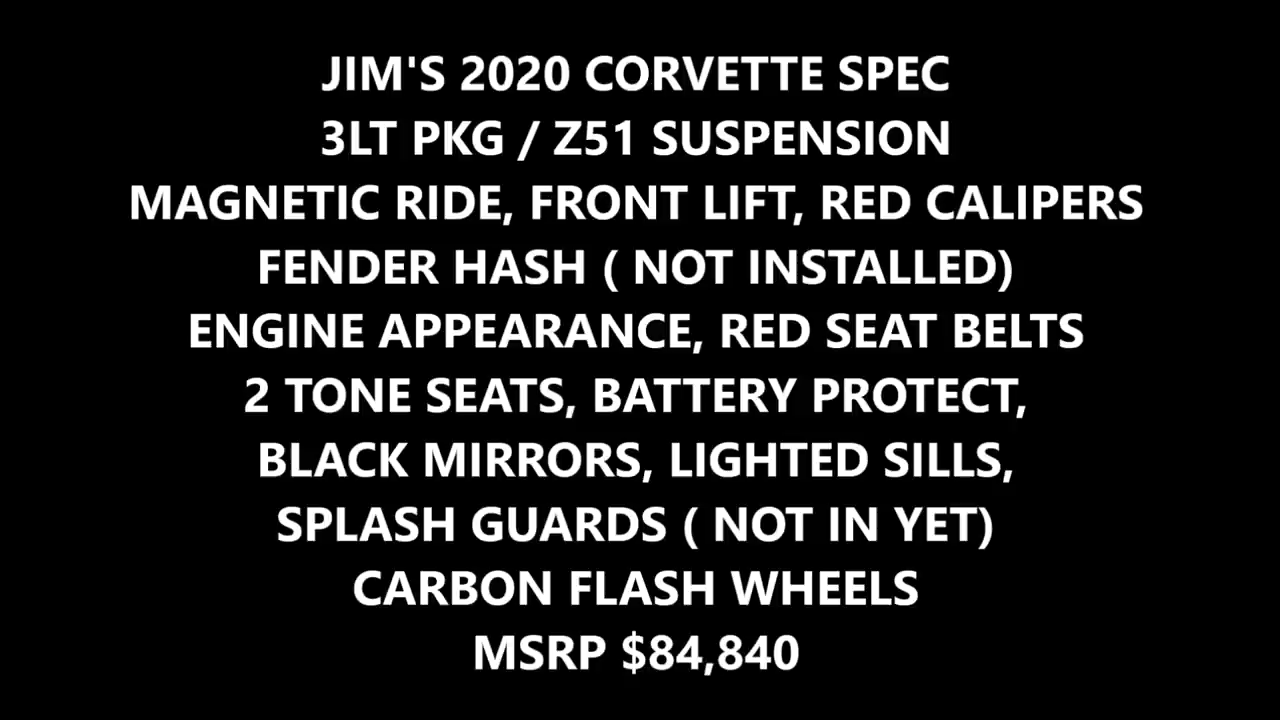 JIM'S 2020 CORVETTE SPEC
3LT PKG / Z51 SUSPENSION
MAGNETIC RIDE, FRONT LIFT, RED CALIPERS
FENDER HASH ( NOT INSTALLED)
ENGINE APPEARANCE, RED SEAT BELTS
2 TONE SEATS, BATTERY PROTECT,
BLACK MIRRORS, LIGHTED SILLS,
SPLASH GUARDS ( NOT IN YET)
CARBON FLASH WHEELS
MSRP $84,840